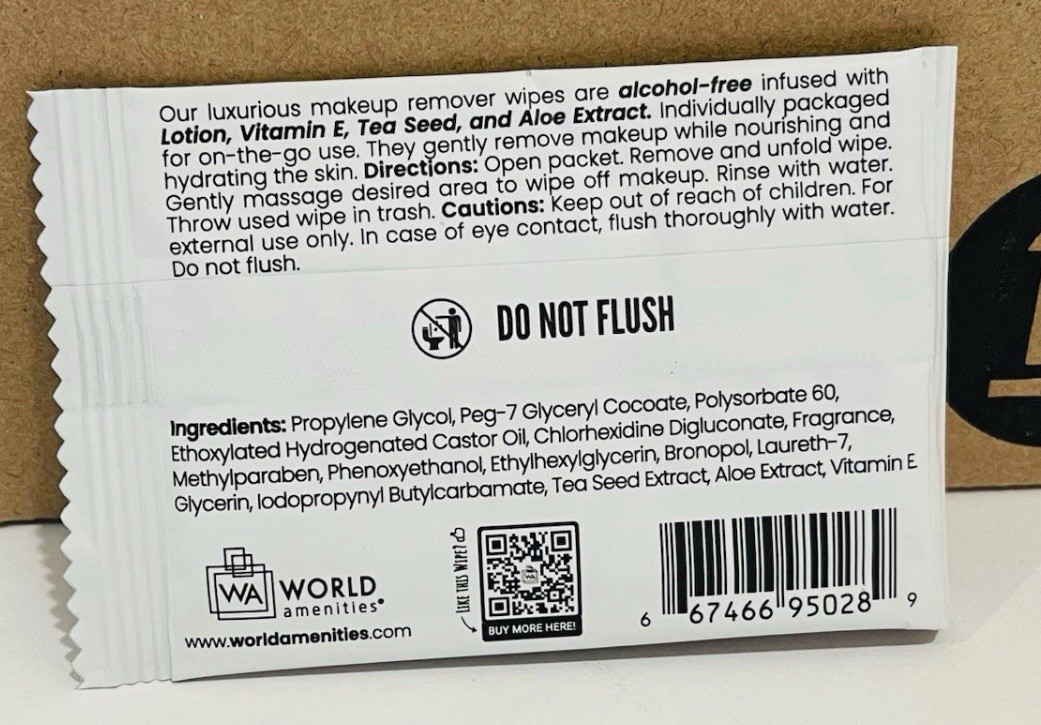 Our luxurious makeup remover wipes are alcohol-free infused with
Lotion, Vitamin E, Tea Seed, and Aloe Extract. Individually packaged
for on-the-go use. They gently remove makeup while nourishing and
hydrating the skin. Directions: Open packet. Remove and unfold wipe.
Gently massage desired area to wipe off makeup. Rinse with water.
Throw used wipe in trash. Cautions: Keep out of reach of children. For
external use only. In case of eye contact, flush thoroughly with water.
Do not flush.
DO NOT FLUSH
Ingredients: Propylene Glycol, Peg-7 Glyceryl Cocoate, Polysorbate 60,
Ethoxylated Hydrogenated Castor Oil, Chlorhexidine Digluconate, Fragrance,
Methylparaben, Phenoxyethanol, Ethylhexylglycerin, Bronopol, Laureth-7,
Glycerin, Iodopropynyl Butylcarbamate, Tea Seed Extract, Aloe Extract, Vitamin E
WA WORLD
amenities
www.worldamenities.com
LIKE THIS WIPE?
WA
BUY MORE HERE!
6 67466 95028 9